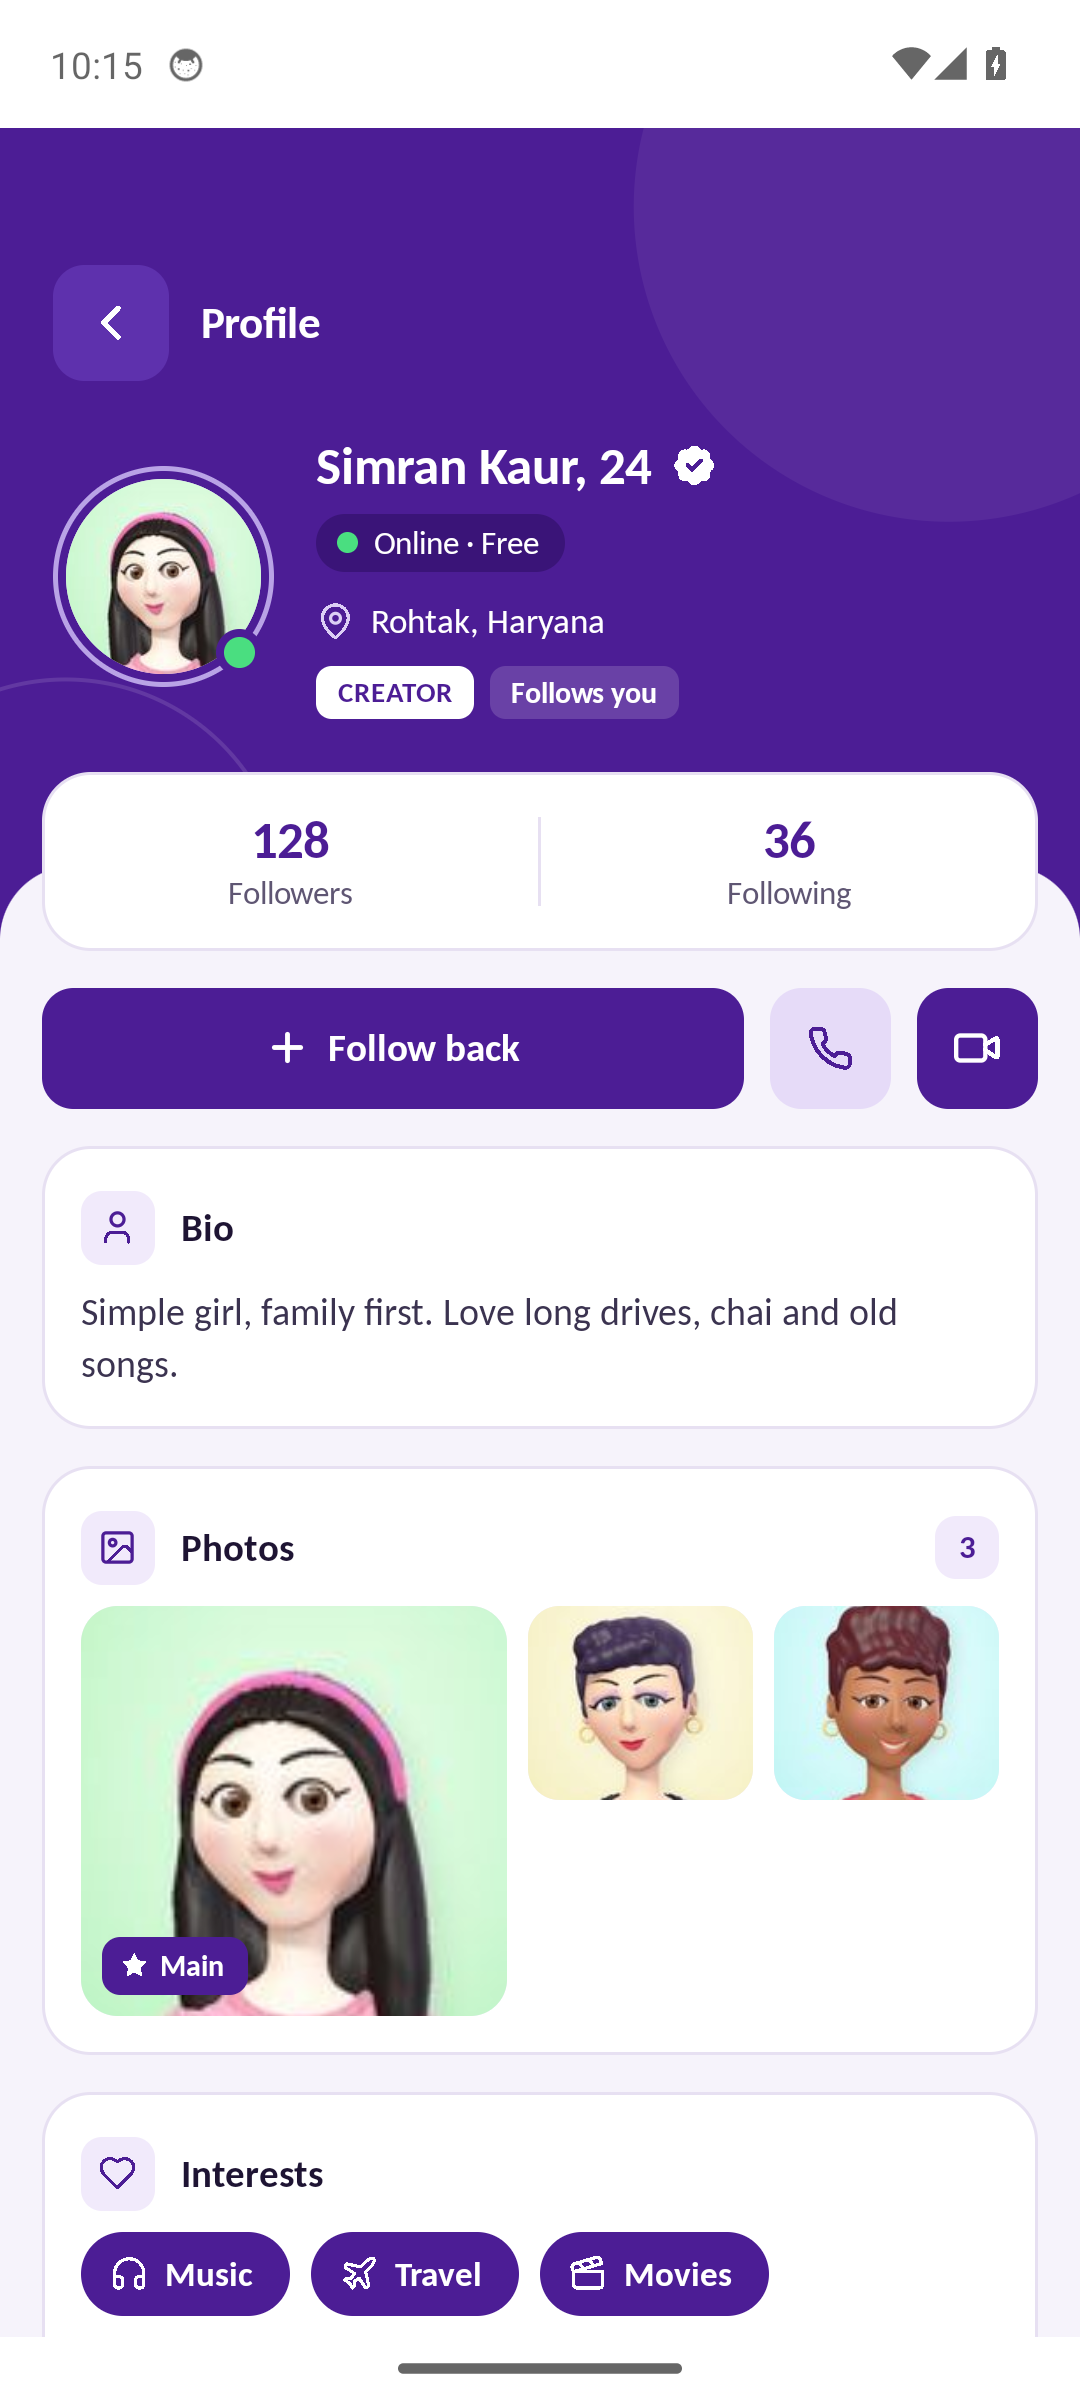 10:15
Profile
Simran Kaur, 24
Online · Free
Rohtak, Haryana
CREATOR Follows you
128 36
Followers Following
Follow back
Bio
Simple girl, family first. Love long drives, chai and old
songs.
Photos 3
Main
Interests
Music Travel Movies